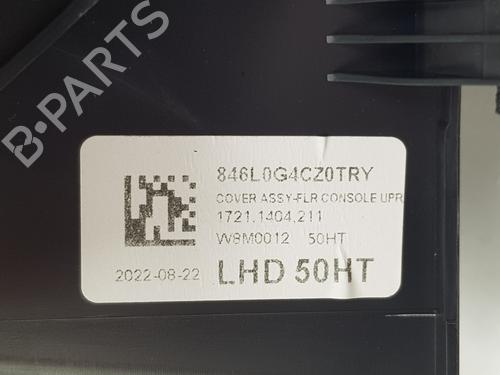 B-PARTS
846L0G4CZ0TRY
COVER ASSY-FLR CONSOLE UPR
1721.1404.211
W8M0012 50HT
2022-08-22 LHD 50HT